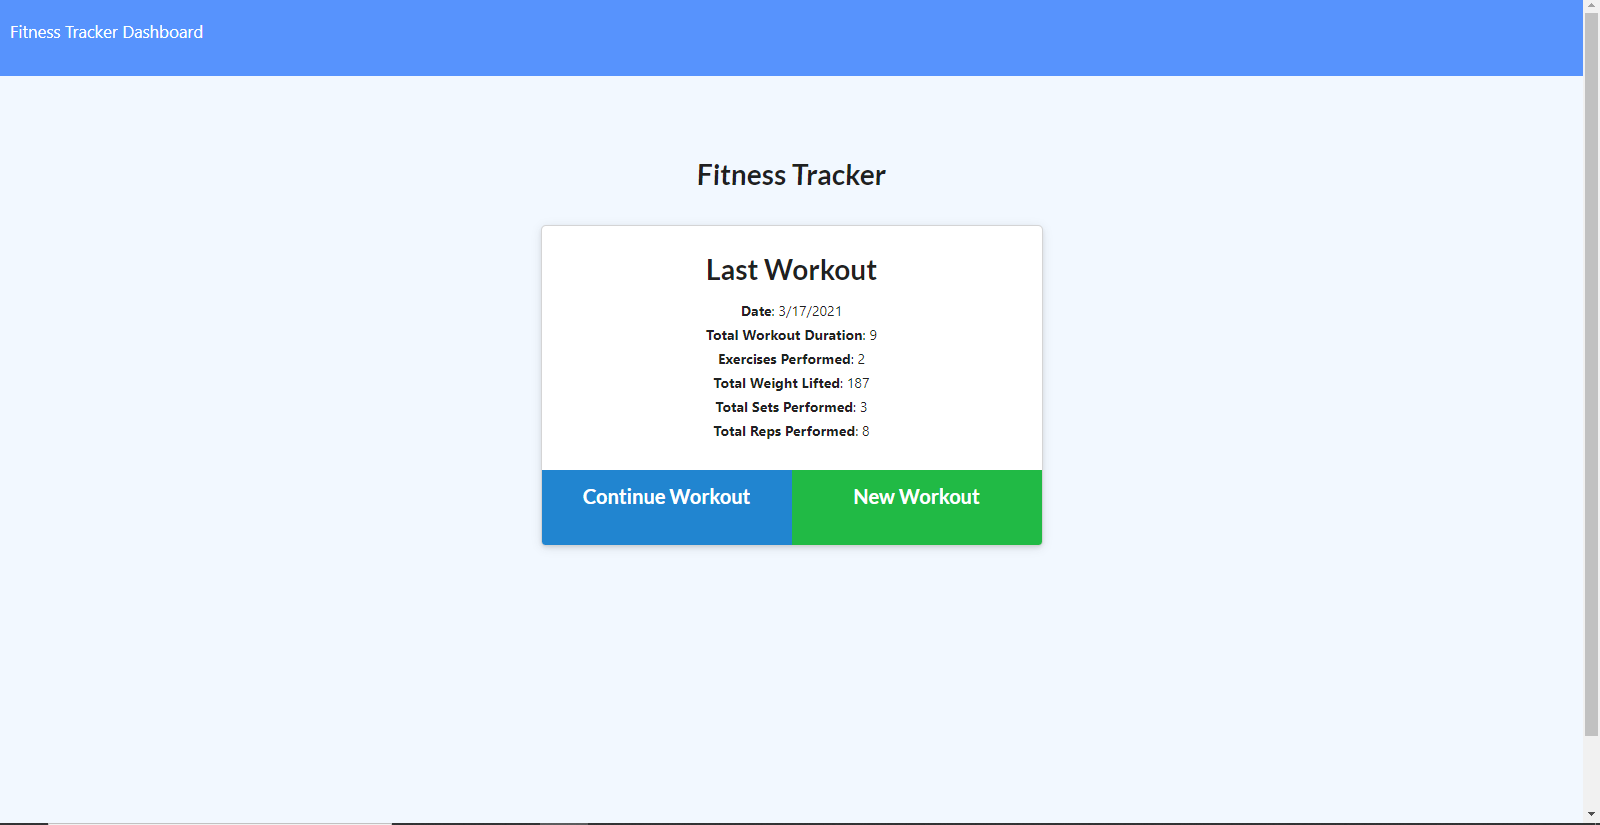 Fitness Tracker Dashboard
Fitness Tracker
Last Workout
Date: 3/17/2021
Total Workout Duration: 9
Exercises Performed: 2
Total Weight Lifted: 187
Total Sets Performed: 3
Total Reps Performed: 8
Continue Workout New Workout